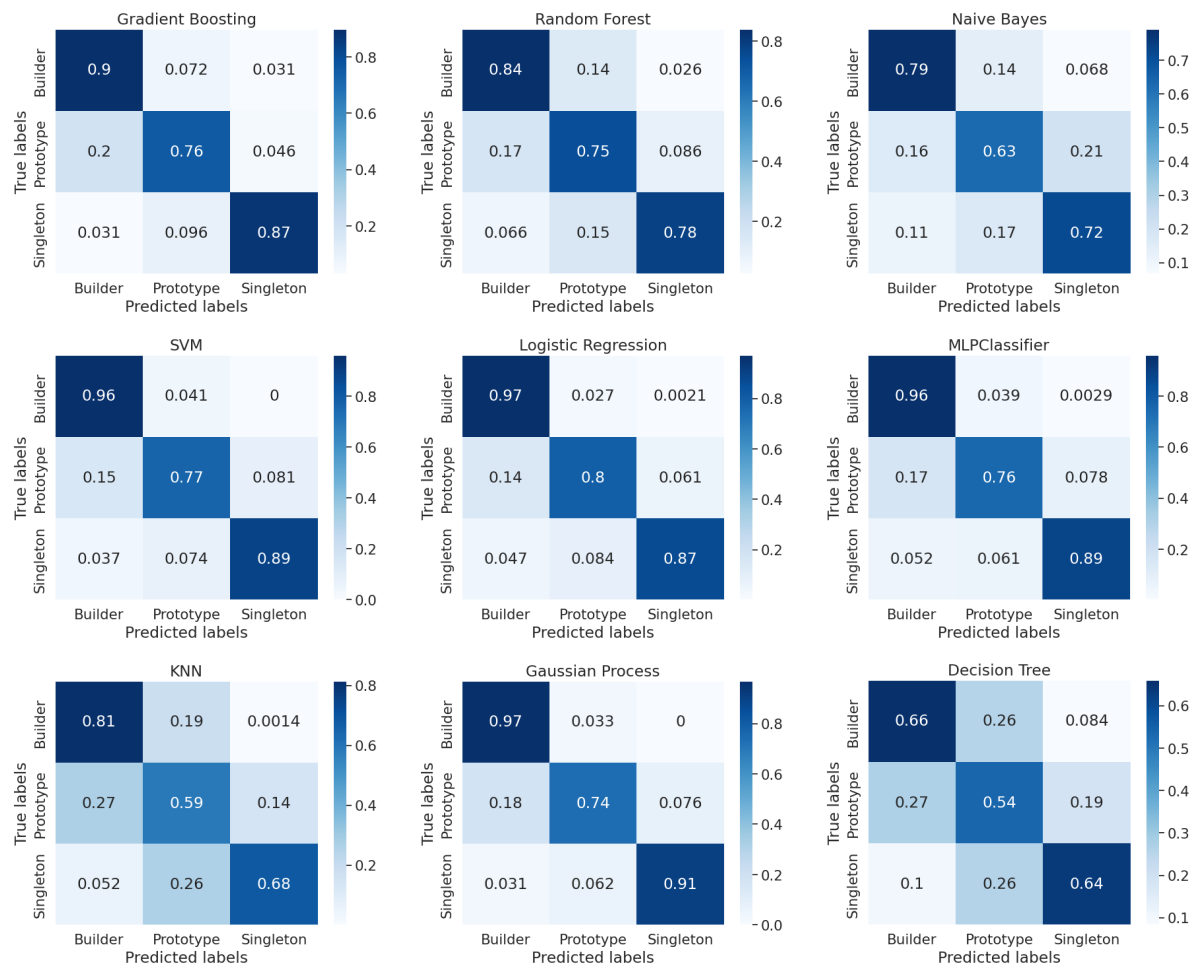 Gradient Boosting
True labels
Builder
Prototype
Singleton
0.9 0.072 0.031
0.2 0.76 0.046
0.031 0.096 0.87
Builder Prototype Singleton
Predicted labels
0.8
0.6
0.4
0.2
Random Forest
True labels
Builder
Prototype
Singleton
0.84 0.14 0.026
0.17 0.75 0.086
0.066 0.15 0.78
Builder Prototype Singleton
Predicted labels
0.8
0.6
0.4
0.2
Naive Bayes
True labels
Builder
Prototype
Singleton
0.79 0.14 0.068
0.16 0.63 0.21
0.11 0.17 0.72
Builder Prototype Singleton
Predicted labels
0.7
0.6
0.5
0.4
0.3
0.2
0.1
SVM
True labels
Builder
Prototype
Singleton
0.96 0.041 0
0.15 0.77 0.081
0.037 0.074 0.89
Builder Prototype Singleton
Predicted labels
0.8
0.6
0.4
0.2
0.0
Logistic Regression
True labels
Builder
Prototype
Singleton
0.97 0.027 0.0021
0.14 0.8 0.061
0.047 0.084 0.87
Builder Prototype Singleton
Predicted labels
0.8
0.6
0.4
0.2
MLPClassifier
True labels
Builder
Prototype
Singleton
0.96 0.039 0.0029
0.17 0.76 0.078
0.052 0.061 0.89
Builder Prototype Singleton
Predicted labels
0.8
0.6
0.4
0.2
KNN
True labels
Builder
Prototype
Singleton
0.81 0.19 0.0014
0.27 0.59 0.14
0.052 0.26 0.68
Builder Prototype Singleton
Predicted labels
0.8
0.6
0.4
0.2
Gaussian Process
True labels
Builder
Prototype
Singleton
0.97 0.033 0
0.18 0.74 0.076
0.031 0.062 0.91
Builder Prototype Singleton
Predicted labels
0.8
0.6
0.4
0.2
0.0
Decision Tree
True labels
Builder
Prototype
Singleton
0.66 0.26 0.084
0.27 0.54 0.19
0.1 0.26 0.64
Builder Prototype Singleton
Predicted labels
0.6
0.5
0.4
0.3
0.2
0.1